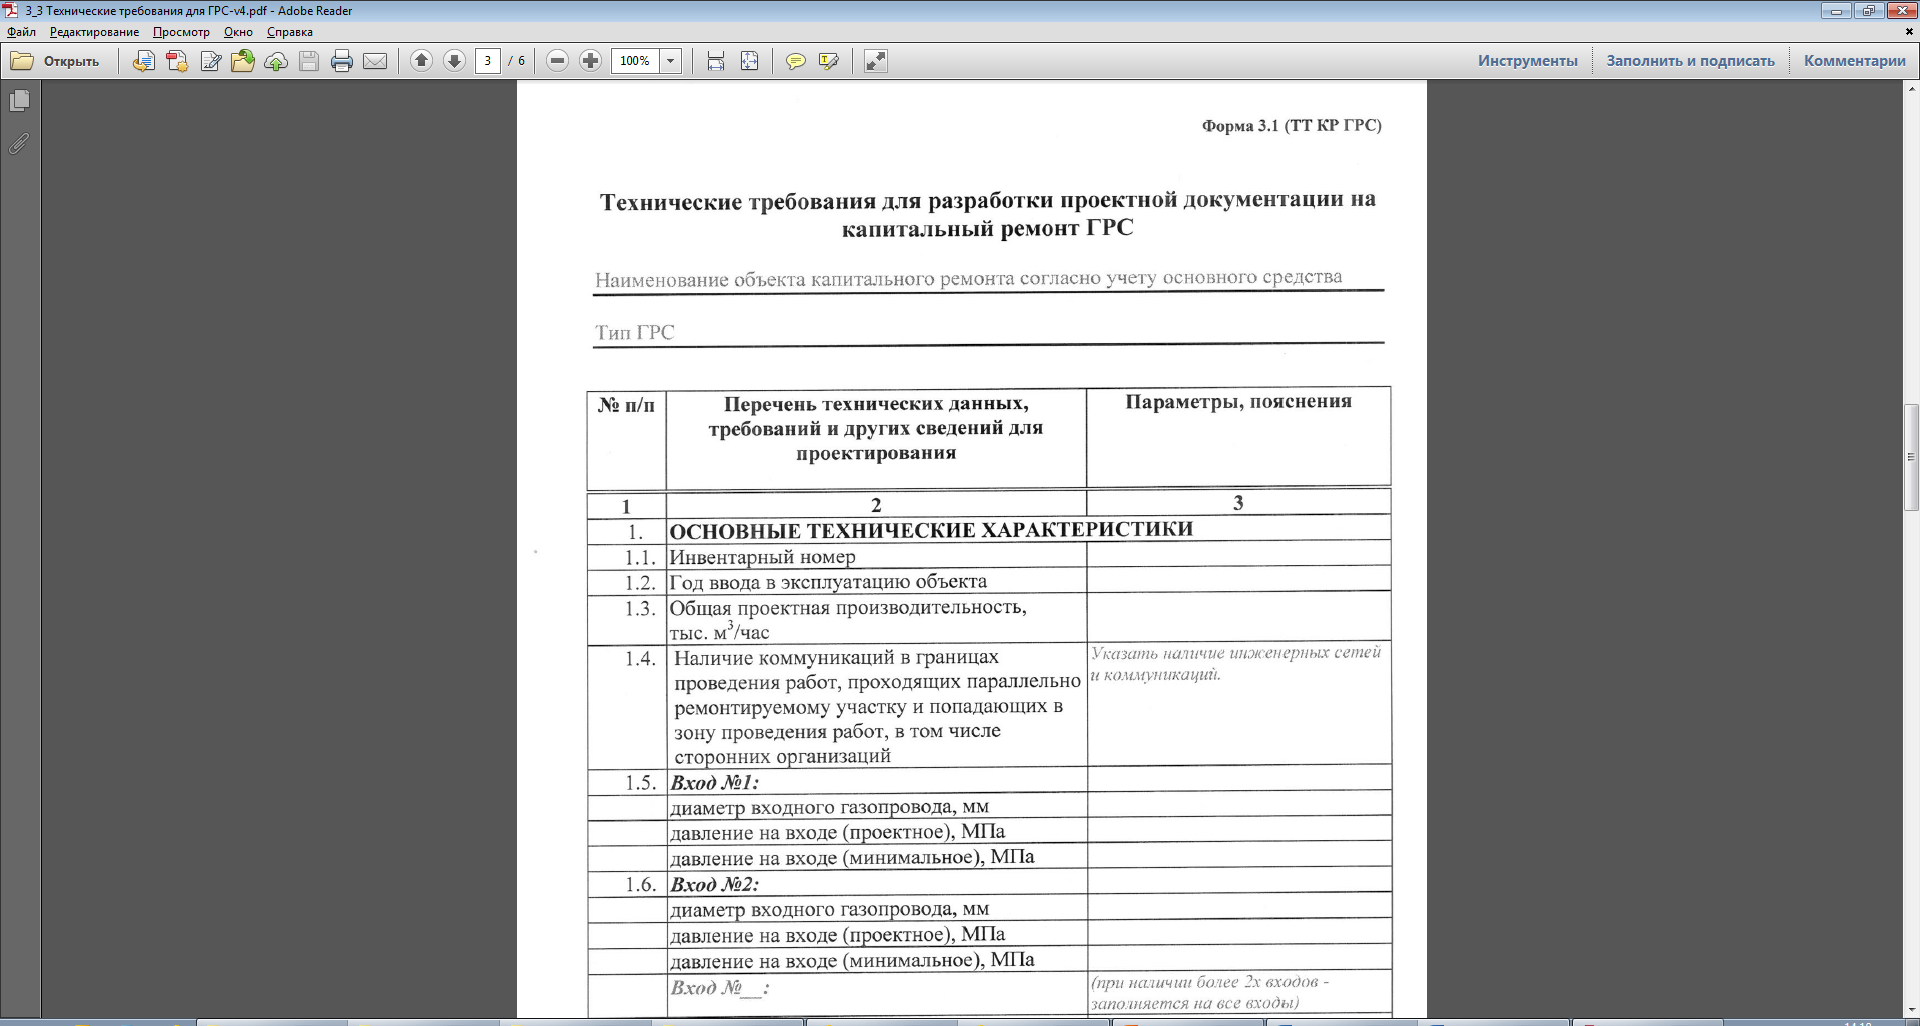 3_3 Технические требования для ГРС-v4.pdf - Adobe Reader
Файл Редактирование Просмотр Окно Справка
Открыть 3 / 6 100% Инструменты Заполнить и подписать Комментарии
Форма 3.1 (ТТ КР ГРС)
Технические требования для разработки проектной документации на
капитальный ремонт ГРС
Наименование объекта капитального ремонта согласно учету основного средства
Тип ГРС
№ п/п Перечень технических данных, Параметры, пояснения
требований и других сведений для
проектирования
1 2 3
1. ОСНОВНЫЕ ТЕХНИЧЕСКИЕ ХАРАКТЕРИСТИКИ
1.1. Инвентарный номер
1.2. Год ввода в эксплуатацию объекта
1.3. Общая проектная производительность,
тыс. м³/час
1.4. Наличие коммуникаций в границах Указать наличие инженерных сетей
проведения работ, проходящих параллельно и коммуникаций.
ремонтируемому участку и попадающих в
зону проведения работ, в том числе
сторонних организаций
1.5. Вход №1:
диаметр входного газопровода, мм
давление на входе (проектное), МПа
давление на входе (минимальное), МПа
1.6. Вход №2:
диаметр входного газопровода, мм
давление на входе (проектное), МПа
давление на входе (минимальное), МПа
Вход №__: (при наличии более 2х входов -
заполняется на все входы)